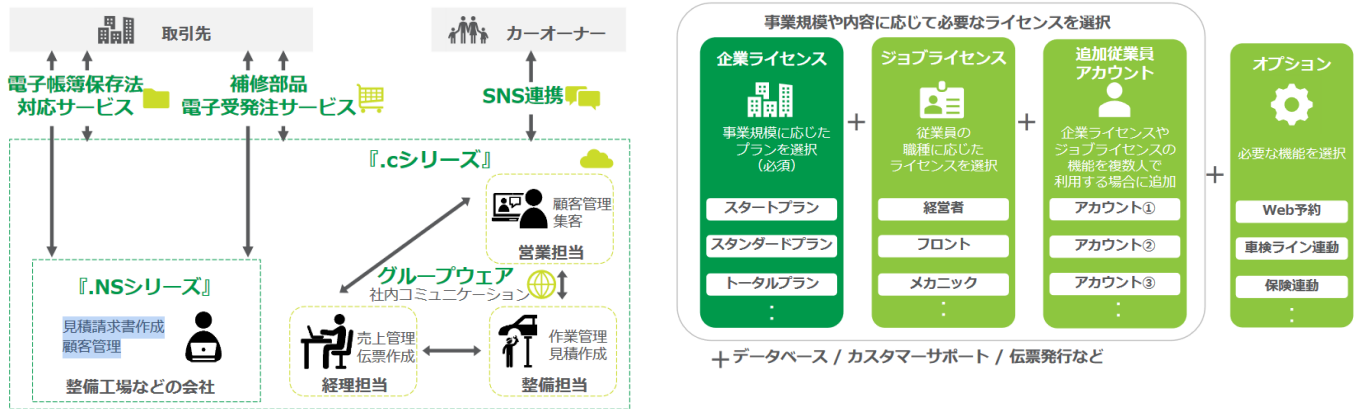 取引先
カーオーナー
電子帳簿保存法
対応サービス
補修部品
電子受発注サービス
SNS連携
『.cシリーズ』
顧客管理
集客
営業担当
グループウェア
社内コミュニケーション
『.NSシリーズ』
見積請求書作成
顧客管理
整備工場などの会社
売上管理
伝票作成
経理担当
作業管理
見積作成
整備担当
事業規模や内容に応じて必要なライセンスを選択
企業ライセンス
事業規模に応じた
プランを選択
(必須)
スタートプラン
スタンダードプラン
トータルプラン
:
+
ジョブライセンス
従業員の
職種に応じた
ライセンスを選択
経営者
フロント
メカニック
:
+
追加従業員
アカウント
企業ライセンスや
ジョブライセンスの
機能を複数人で
利用する場合に追加
アカウント①
アカウント②
アカウント③
:
+
オプション
必要な機能を選択
Web予約
車検ライン連動
保険連動
:
+データベース / カスタマーサポート / 伝票発行など